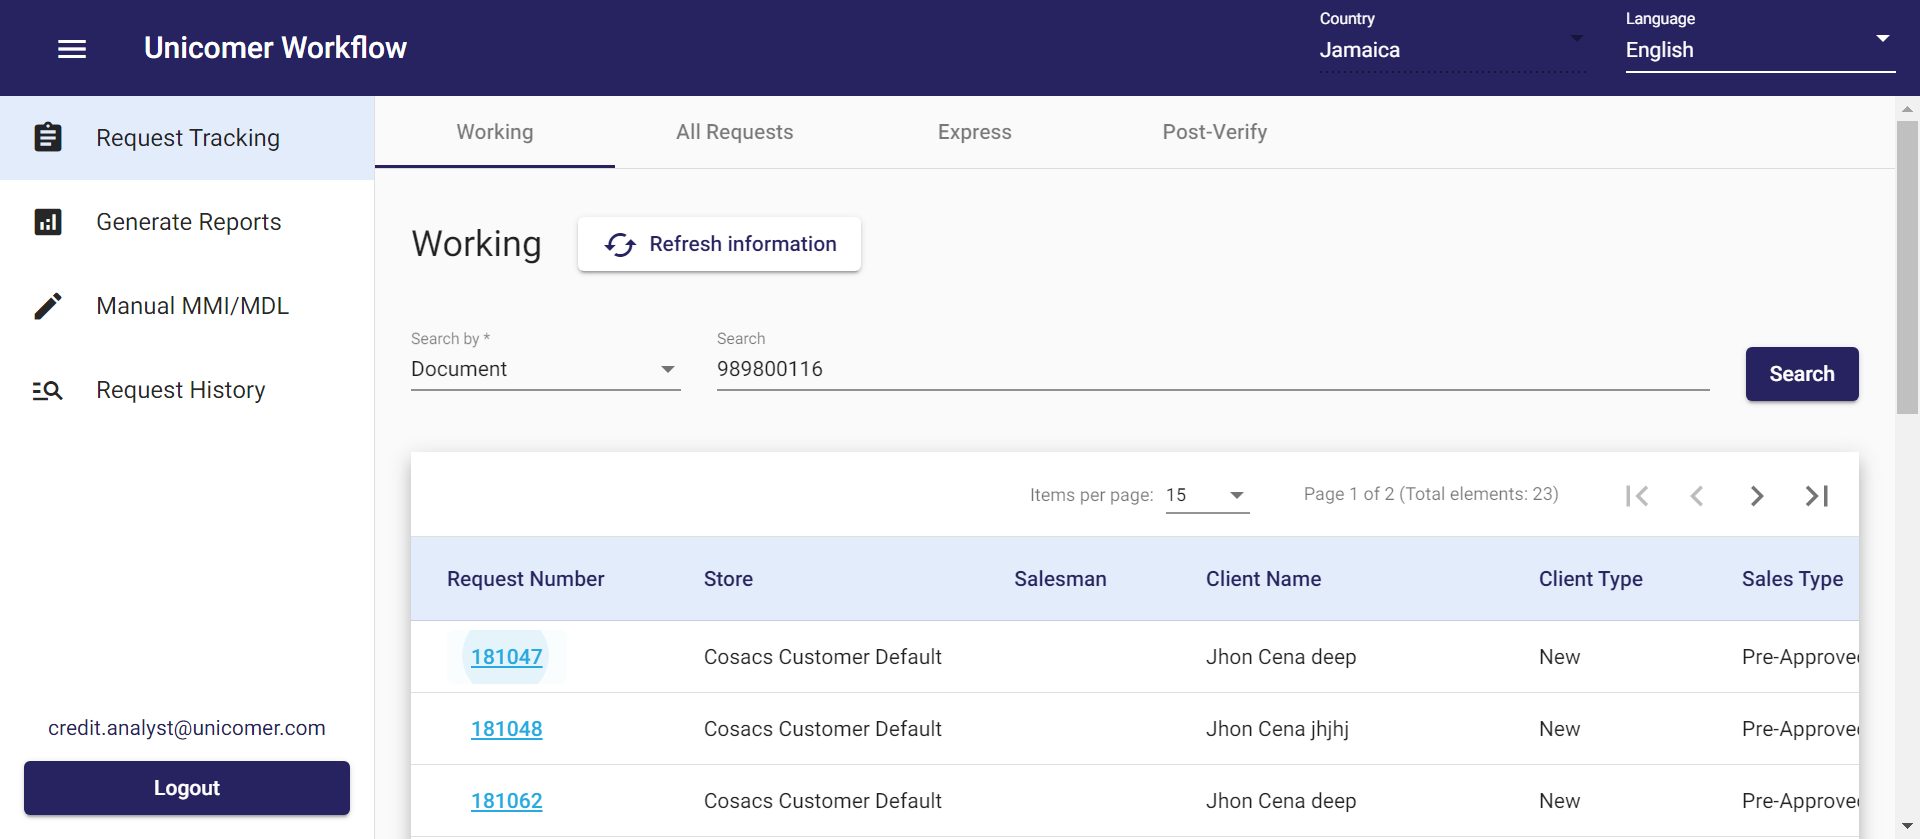 Unicomer Workflow
Country
Jamaica
Language
English
Request Tracking
Generate Reports
Manual MMI/MDL
Request History
credit.analyst@unicomer.com
Logout
Working All Requests Express Post-Verify
Working
Refresh information
Search by *
Document
Search
989800116
Search
Items per page: 15 Page 1 of 2 (Total elements: 23)
Request Number Store Salesman Client Name Client Type Sales Type
181047 Cosacs Customer Default Jhon Cena deep New Pre-Approve
181048 Cosacs Customer Default Jhon Cena jhjhj New Pre-Approve
181062 Cosacs Customer Default Jhon Cena deep New Pre-Approve